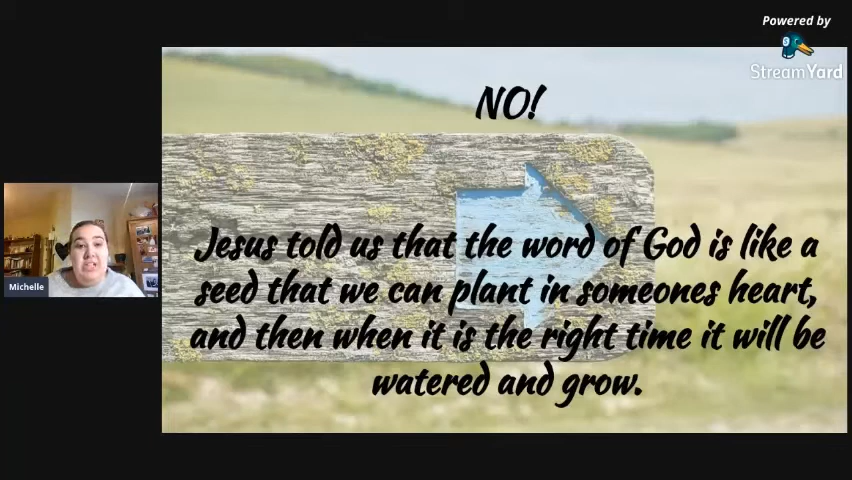 Powered by
StreamYard
NO!
Jesus told us that the word of God is like a
seed that we can plant in someones heart,
and then when it is the right time it will be
watered and grow.
Michelle